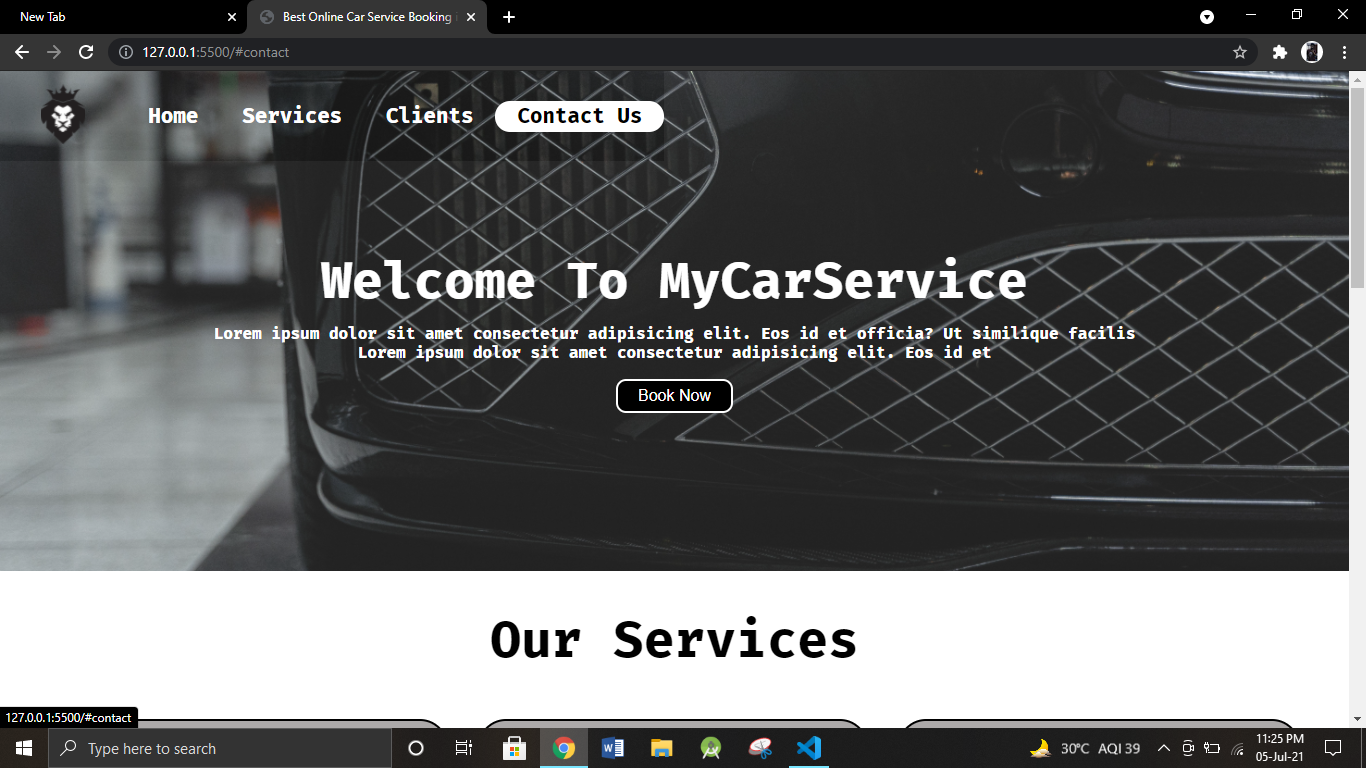 New Tab
Best Online Car Service Booking
127.0.0.1:5500/#contact
Home Services Clients Contact Us
Welcome To MyCarService
Lorem ipsum dolor sit amet consectetur adipisicing elit. Eos id et officia? Ut similique facilis
Lorem ipsum dolor sit amet consectetur adipisicing elit. Eos id et
Book Now
Our Services
127.0.0.1:5500/#contact
Type here to search
30°C AQI 39
11:25 PM
05-Jul-21